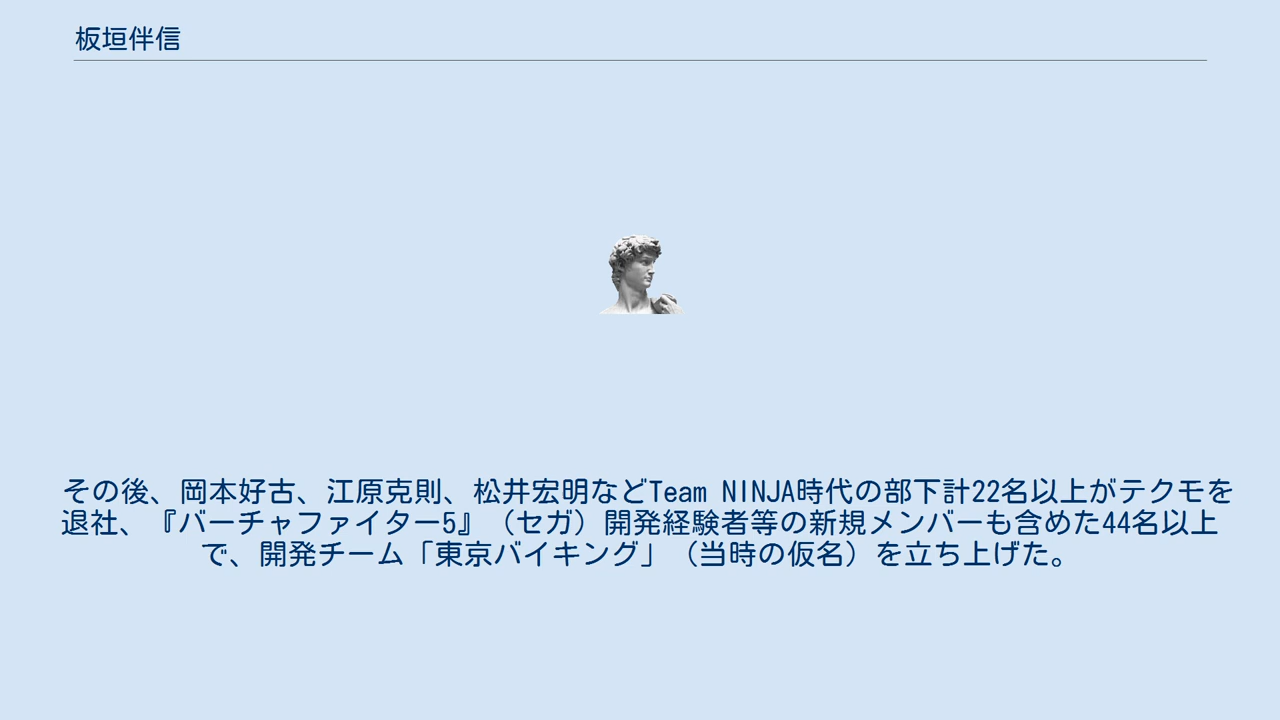 板垣伴信
その後、岡本好古、江原克則、松井宏明などTeam NINJA時代の部下計22名以上がテクモを
退社、『バーチャファイター5』（セガ）開発経験者等の新規メンバーも含めた44名以上
で、開発チーム「東京バイキング」（当時の仮名）を立ち上げた。